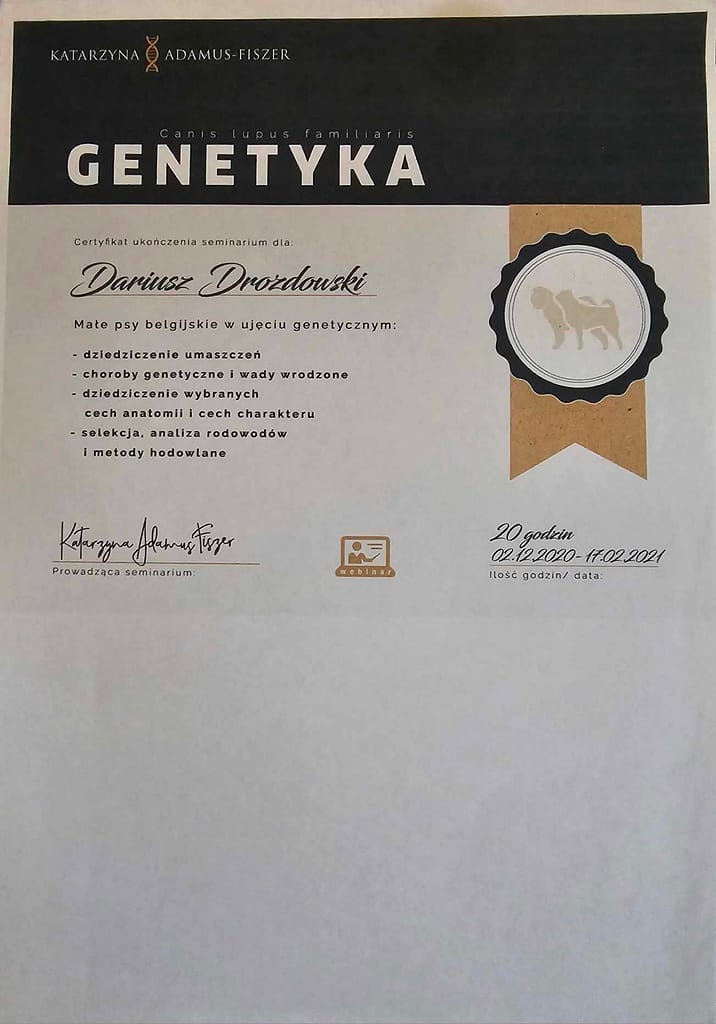 KATARZYNA ADAMUS-FISZER
Canis lupus familiaris
GENETYKA
Certyfikat ukończenia seminarium dla:
Dariusz Drozdowski
Małe psy belgijskie w ujęciu genetycznym:
- dziedziczenie umaszczeń
- choroby genetyczne i wady wrodzone
- dziedziczenie wybranych
cech anatomii i cech charakteru
- selekcja, analiza rodowodów
i metody hodowlane
Katarzyna Adamus Fiszer
Prowadząca seminarium:
webinar
20 godzin
02.12.2020 - 17.02.2021
Ilość godzin/ data: